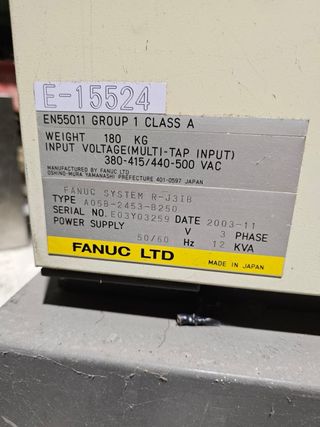 E-15524
EN55011 GROUP 1 CLASS A
WEIGHT 180 KG
INPUT VOLTAGE(MULTI-TAP INPUT)
380-415/440-500 VAC
MANUFACTURED BY FANUC LTD
OSHINO-MURA YAMANASHI PREFECTURE 401-0597 JAPAN
FANUC SYSTEM R-J3IB
TYPE A05B-2453-B250
SERIAL NO. E03Y03259 DATE 2003-11
POWER SUPPLY V 3 PHASE
50/60 Hz 12 KVA
FANUC LTD MADE IN JAPAN